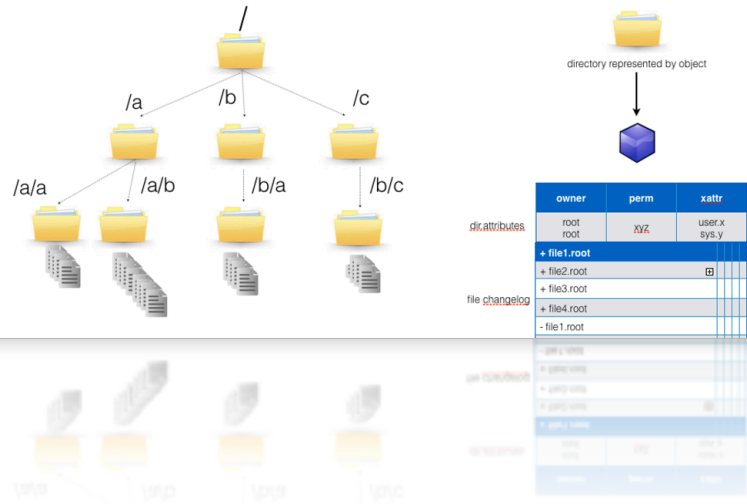 /
/a
/b
/c
/a/a
/a/b
/b/a
/b/c
directory represented by object
owner perm xattr
dir.attributes
root xyz user.x
root sys.y
+ file1.root
+ file2.root
file changelog
+ file3.root
+ file4.root
- file1.root